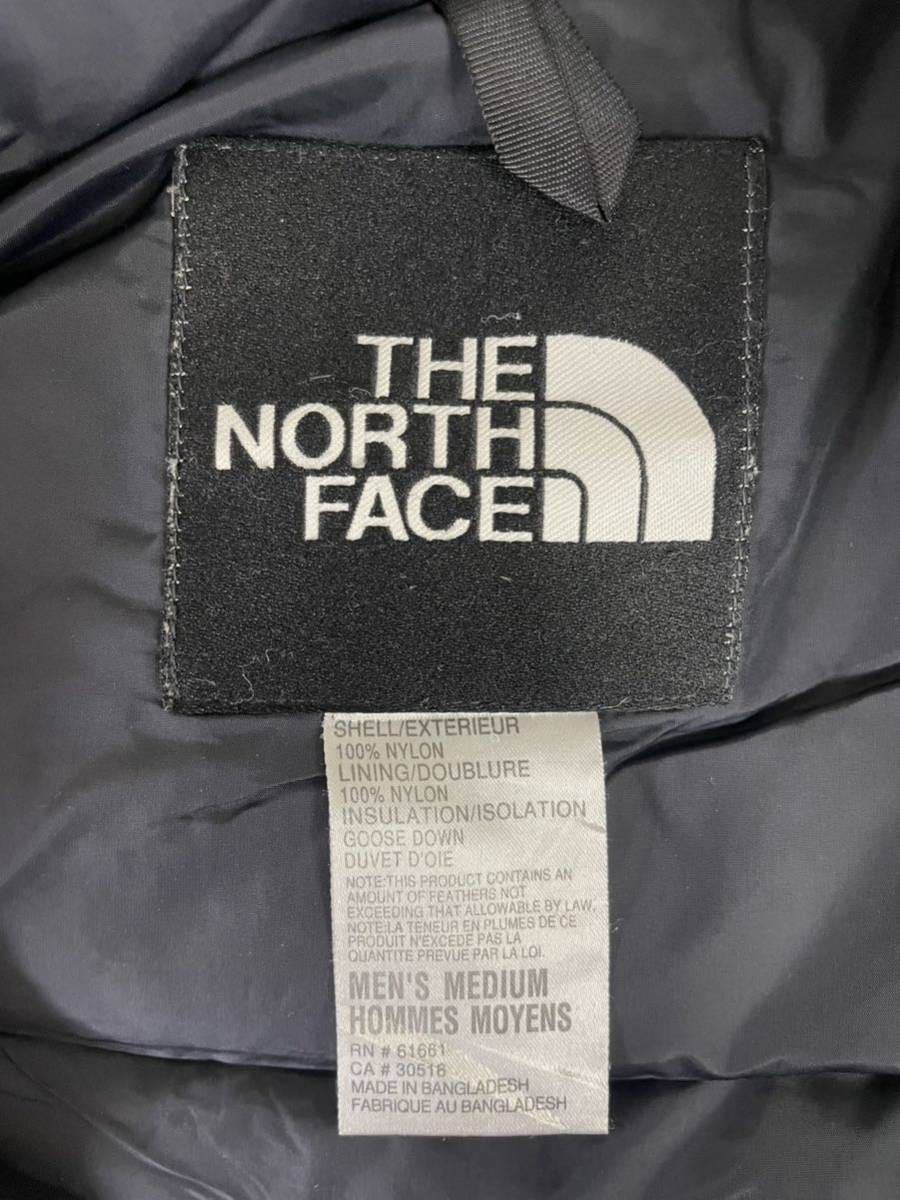 THE
NORTH
FACE
SHELL/EXTERIEUR
100% NYLON
LINING/DOUBLURE
100% NYLON
INSULATION/ISOLATION
GOOSE DOWN
DUVET D'OIE
NOTE:THIS PRODUCT CONTAINS AN
AMOUNT OF FEATHERS NOT
EXCEEDING THAT ALLOWABLE BY LAW.
NOTE:LA TENEUR EN PLUMES DE CE
PRODUIT N'EXCEDE PAS LA
QUANTITE PREVUE PAR LA LOI.
MEN'S MEDIUM
HOMMES MOYENS
RN # 61661
CA # 30516
MADE IN BANGLADESH
FABRIQUE AU BANGLADESH